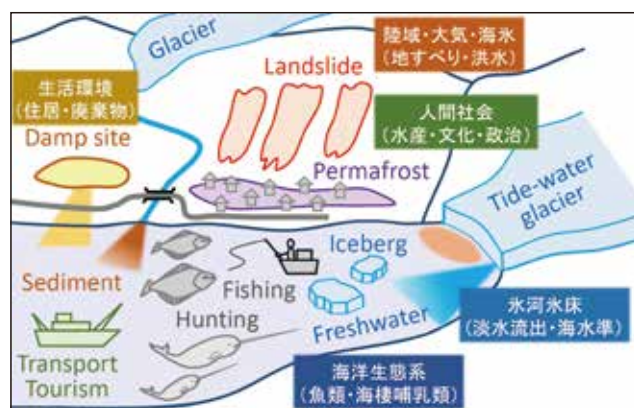 Glacier
陸域・大気・海氷
(地すべり・洪水)
生活環境
(住居・廃棄物)
Landslide
人間社会
(水産・文化・政治)
Damp site
Permafrost
Tide-water
glacier
Iceberg
Sediment
Fishing
Hunting
Freshwater
氷河氷床
(淡水流出・海水準)
Transport
Tourism
海洋生態系
(魚類・海棲哺乳類)